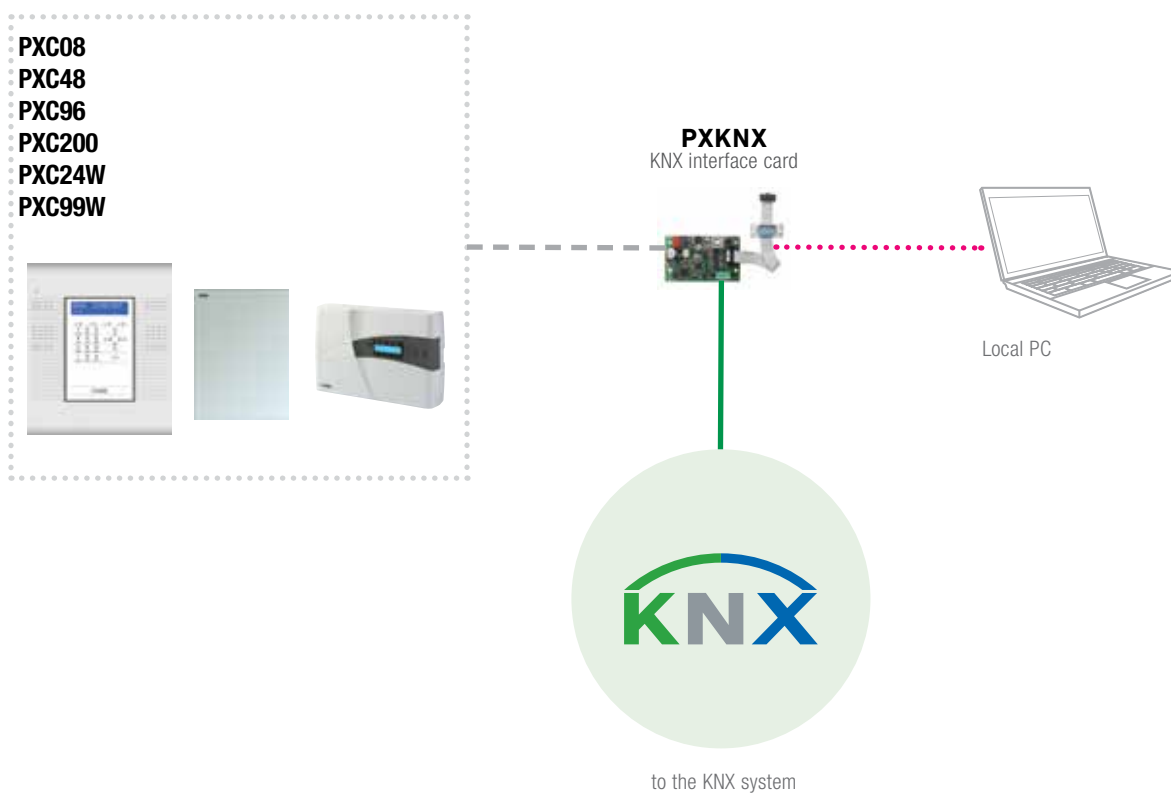 PXC08
PXC48
PXC96
PXC200
PXC24W
PXC99W
PXKNX
KNX interface card
Local PC
KNX
to the KNX system